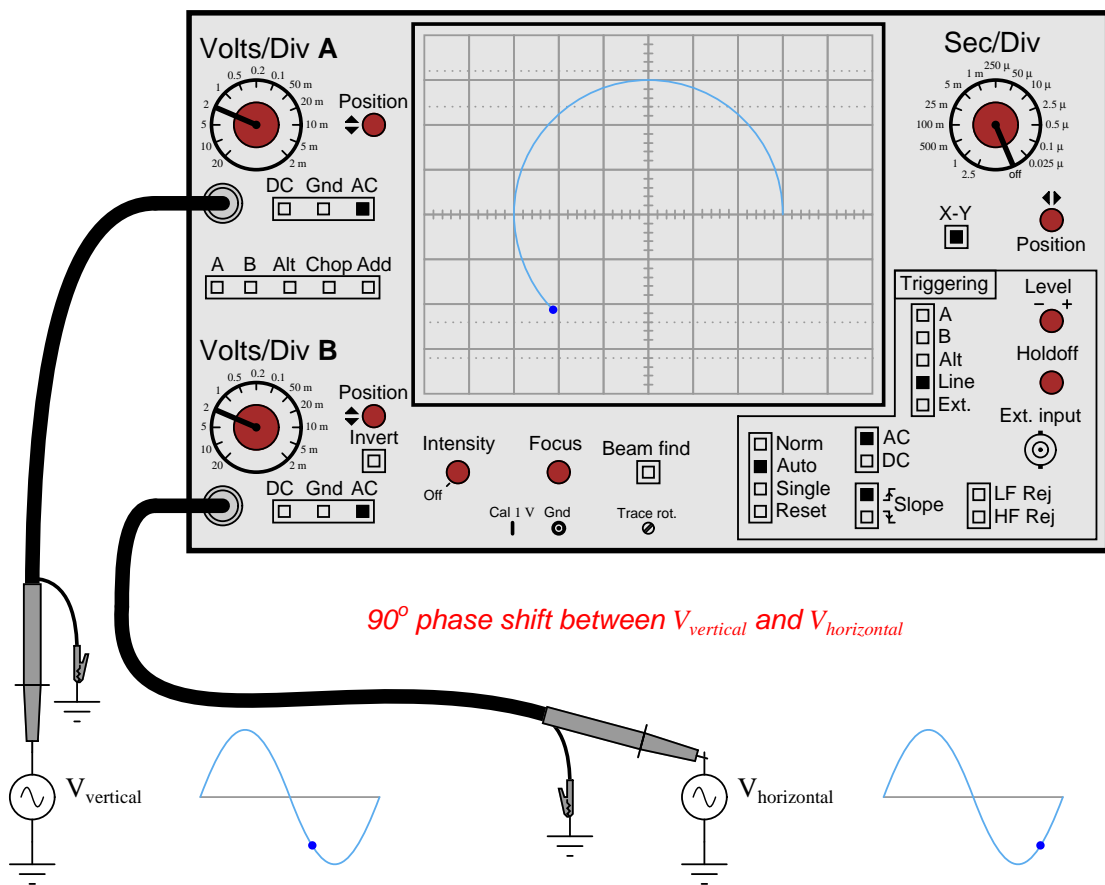 Volts/Div A
20 10 5 2 1 0.5 0.2 0.1 50 m 20 m 10 m 5 m 2 m
Position
DC Gnd AC
A B Alt Chop Add
Volts/Div B
20 10 5 2 1 0.5 0.2 0.1 50 m 20 m 10 m 5 m 2 m
Position
Invert
DC Gnd AC
Intensity
Off
Focus
Beam find
Cal 1 V Gnd
Trace rot.
Sec/Div
2.5 1 500 m 100 m 25 m 5 m 1 m 250 µ 50 µ 10 µ 2.5 µ 0.5 µ 0.1 µ 0.025 µ off
X-Y
Position
Triggering
A
B
Alt
Line
Ext.
Level
− +
Holdoff
Ext. input
Norm
Auto
Single
Reset
AC
DC
Slope
LF Rej
HF Rej
90° phase shift between Vvertical and Vhorizontal
Vvertical
Vhorizontal